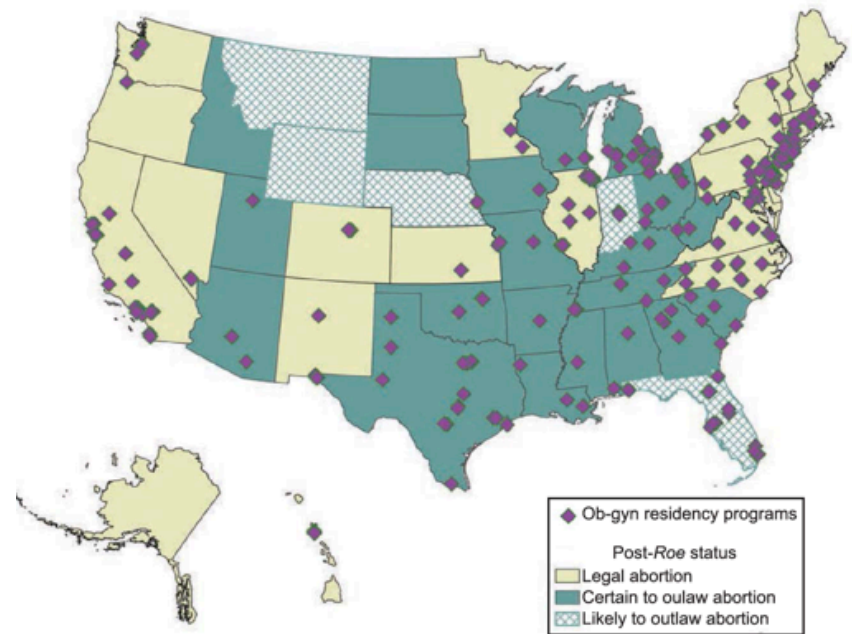 Ob-gyn residency programs
Post-Roe status
Legal abortion
Certain to oulaw abortion
Likely to outlaw abortion